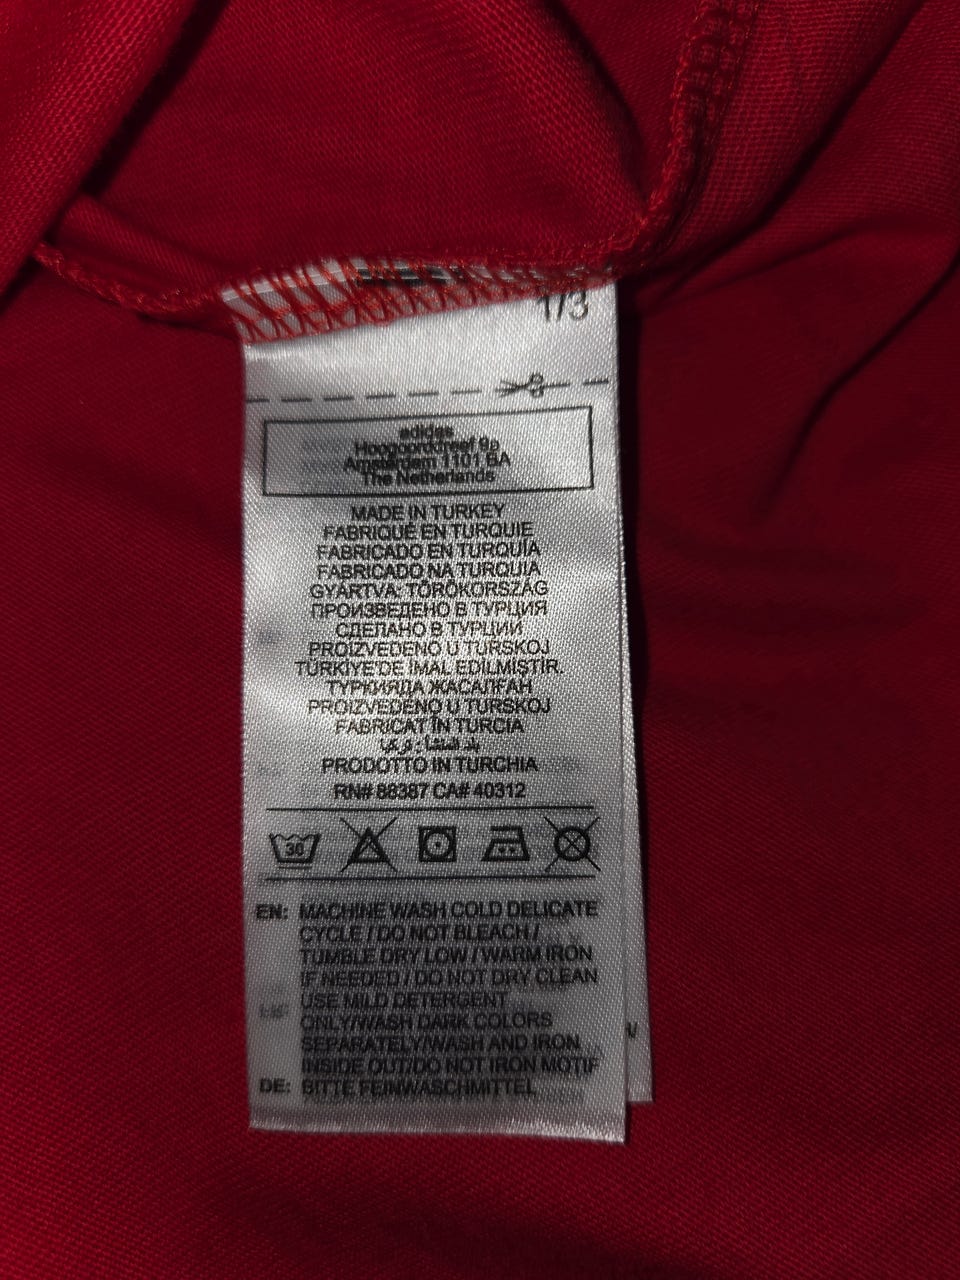 1/3
adidas
Hoogoorddreef 9a
Amsterdam 1101 BA
The Netherlands
MADE IN TURKEY
FABRIQUÉ EN TURQUIE
FABRICADO EN TURQUÍA
FABRICADO NA TURQUIA
GYÁRTVA: TÖRÖKORSZÁG
ПРОИЗВЕДЕНО В ТУРЦИЯ
СДЕЛАНО В ТУРЦИИ
PROIZVEDENO U TURSKOJ
TÜRKİYE'DE İMAL EDİLMİŞTİR.
ТҮРКИЯДА ЖАСАЛҒАН
PROIZVEDENO U TURSKOJ
FABRICAT ÎN TURCIA
بلد المنشأ: تركيا
PRODOTTO IN TURCHIA
RN# 88387 CA# 40312
30
EN: MACHINE WASH COLD DELICATE
CYCLE / DO NOT BLEACH /
TUMBLE DRY LOW / WARM IRON
IF NEEDED / DO NOT DRY CLEAN
USE MILD DETERGENT
ONLY/WASH DARK COLORS
SEPARATELY/WASH AND IRON
INSIDE OUT/DO NOT IRON MOTIF
DE: BITTE FEINWASCHMITTEL